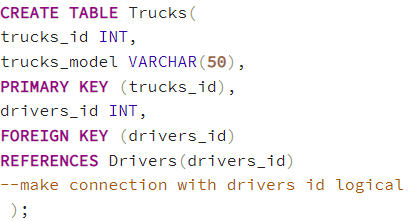 CREATE TABLE Trucks(
trucks_id INT,
trucks_model VARCHAR(50),
PRIMARY KEY (trucks_id),
drivers_id INT,
FOREIGN KEY (drivers_id)
REFERENCES Drivers(drivers_id)
--make connection with drivers id logical
);